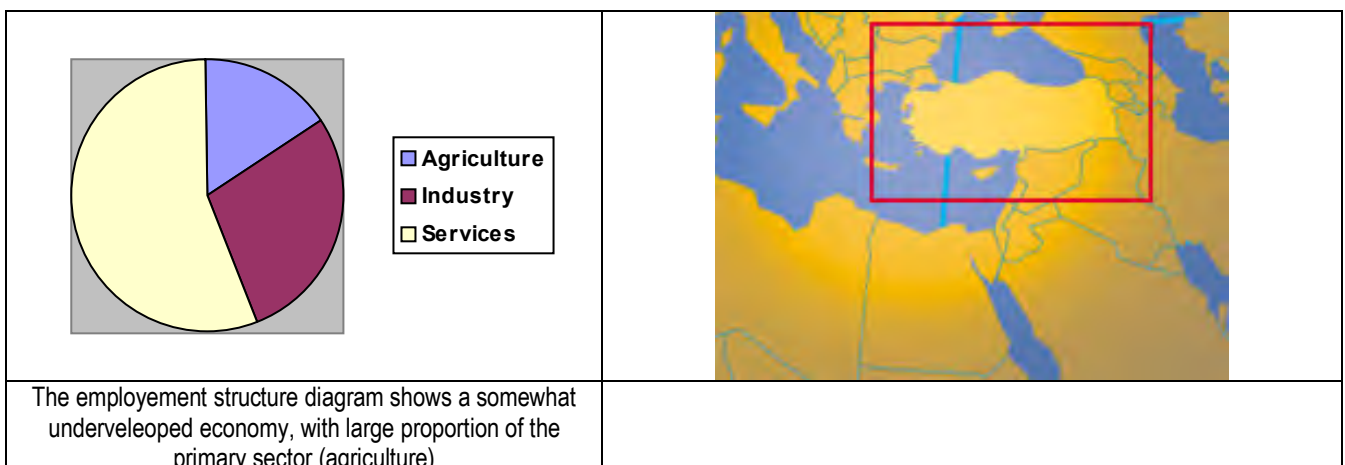 Agriculture
Industry
Services
The employement structure diagram shows a somewhat
underveleoped economy, with large proportion of the
primary sector (agriculture)